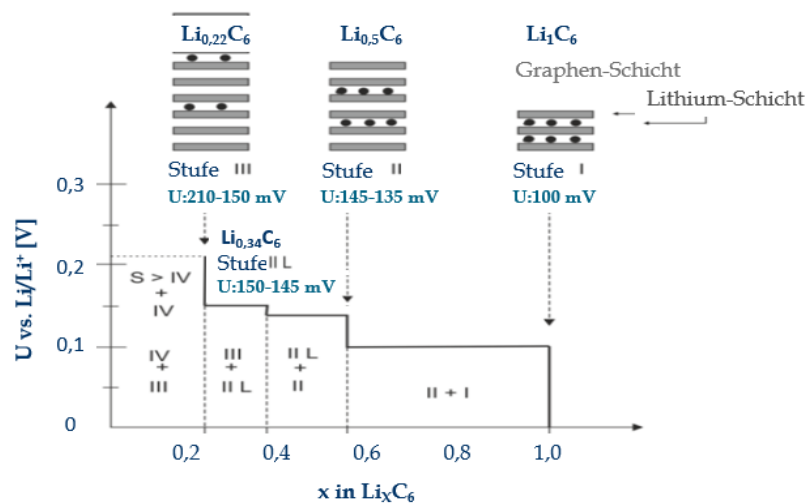 Li0,22C6
Li0,5C6
Li1C6
Graphen-Schicht
Lithium-Schicht
Stufe III
U:210-150 mV
Stufe II
U:145-135 mV
Stufe I
U:100 mV
U vs. Li/Li⁺ [V]
0,3
0,2
0,1
0
Li0,34C6
Stufe II L
U:150-145 mV
S > IV
+
IV
IV
+
III
III
+
II L
II L
+
II
II + I
0,2 0,4 0,6 0,8 1,0
x in LiXC6